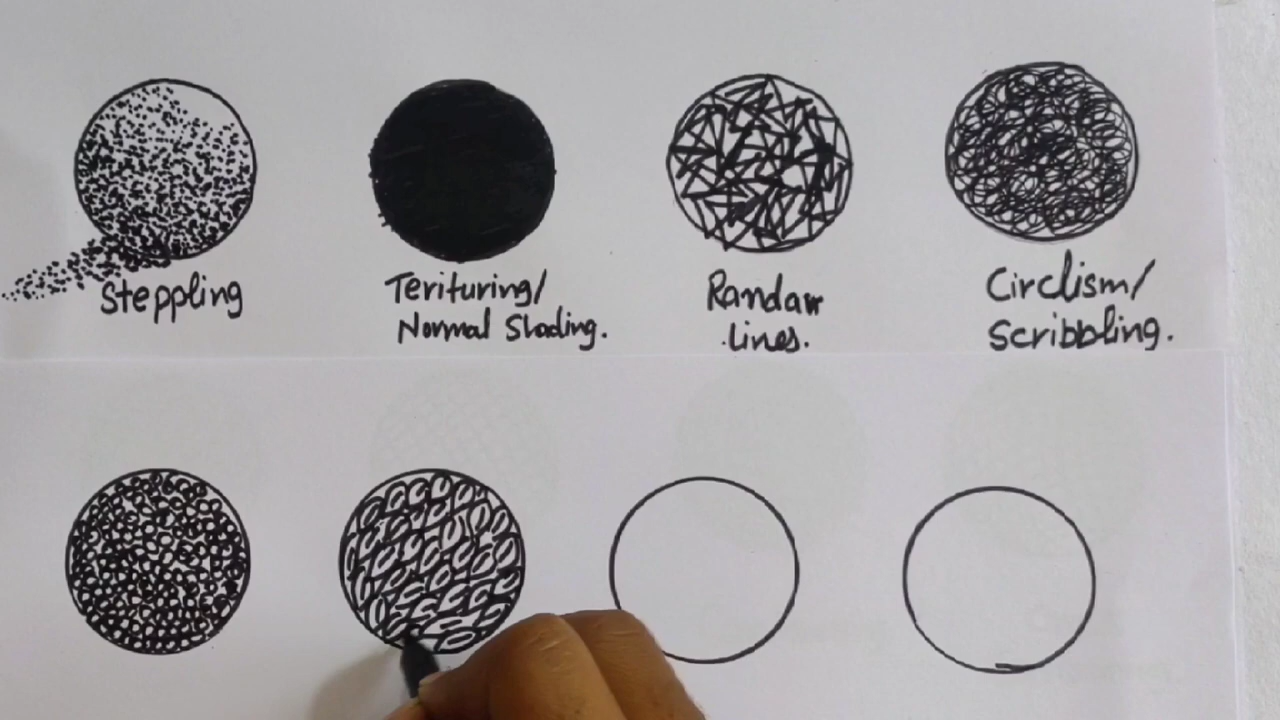 Steppling
Terituring/
Normal Shading.
Randam
.Lines.
Circlism/
Scribbling.